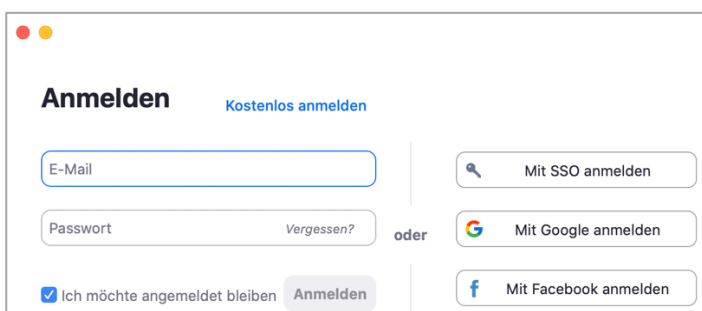 Anmelden
Kostenlos anmelden
E-Mail
Passwort
Vergessen?
Ich möchte angemeldet bleiben
Anmelden
oder
Mit SSO anmelden
Mit Google anmelden
Mit Facebook anmelden